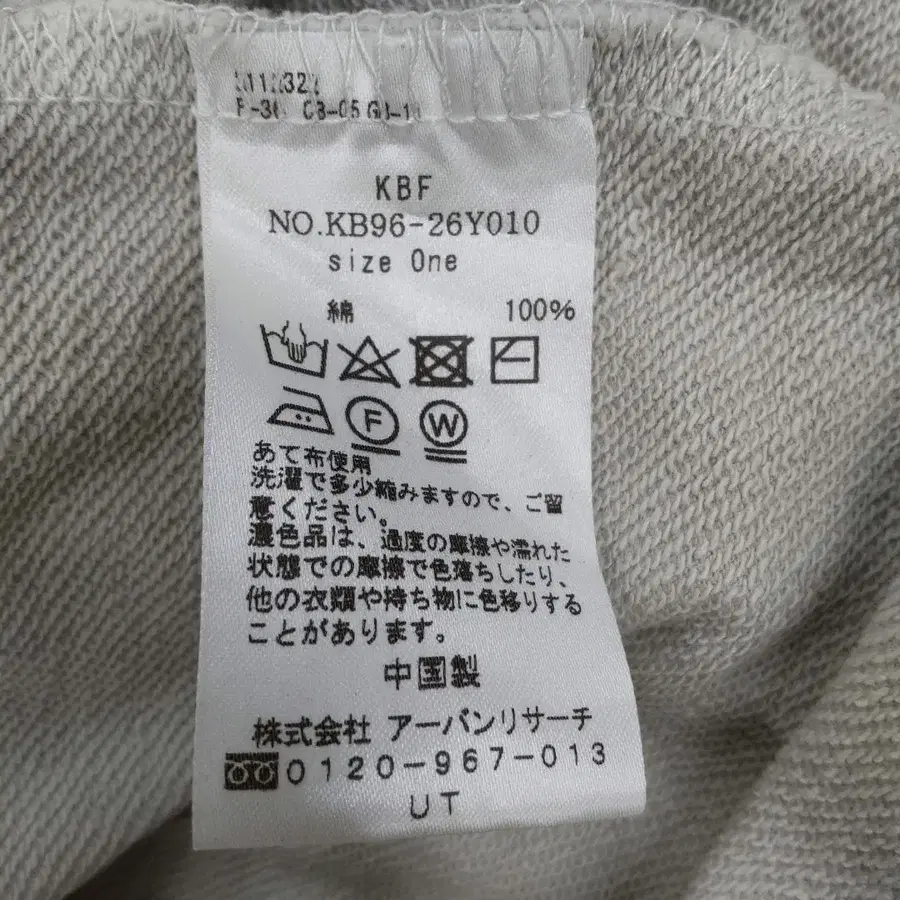 KBF
NO.KB96-26Y010
size One
綿 100%
F W
あて布使用
洗濯で多少縮みますので、ご留
意ください。
濃色品は、過度の摩擦や濡れた
状態での摩擦で色落ちしたり、
他の衣類や持ち物に色移りする
ことがあります。
中国製
株式会社 アーバンリサーチ
0120-967-013
UT